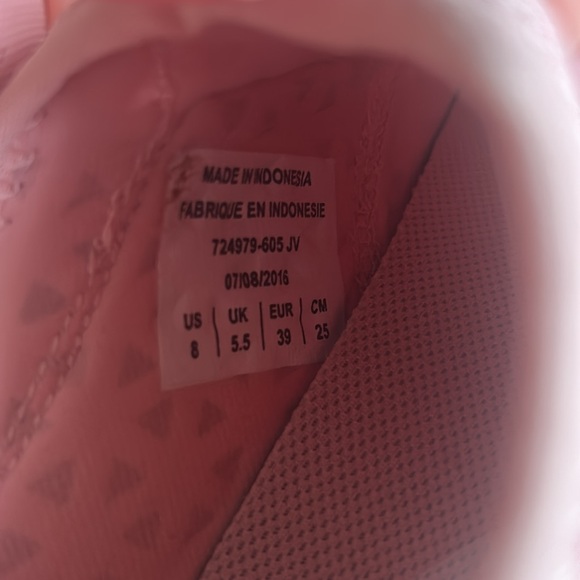 MADE IN INDONESIA
FABRIQUE EN INDONESIE
724979-605 JV
07/08/2016
US | UK | EUR | CM
8 | 5.5 | 39 | 25